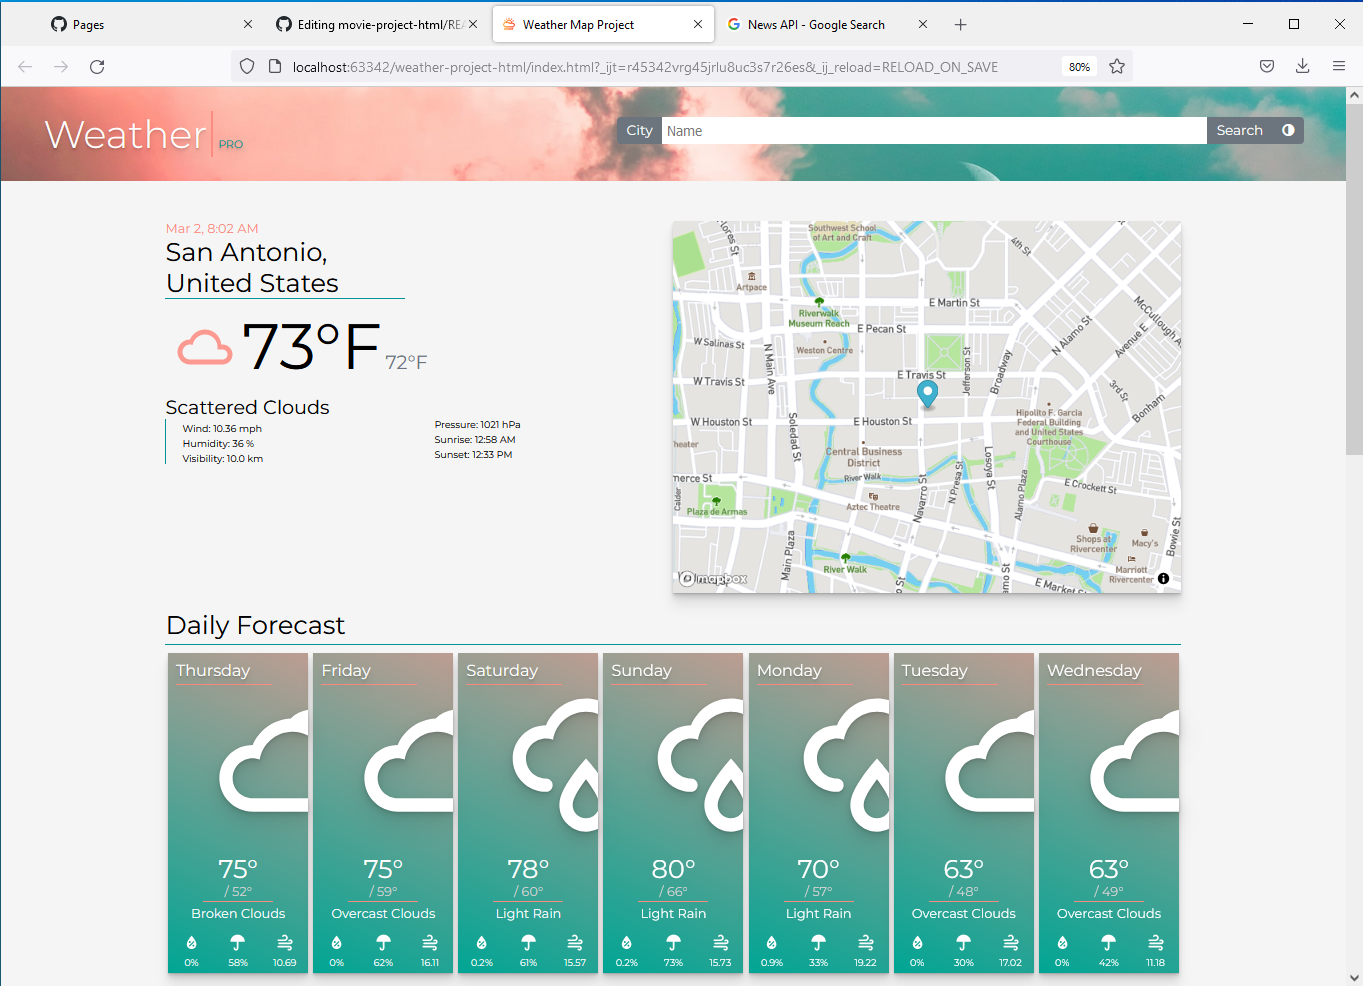 Pages
Editing movie-project-html/REA
Weather Map Project
News API - Google Search
localhost:63342/weather-project-html/index.html?_ijt=r45342vrg45jrlu8uc3s7r26es&_ij_reload=RELOAD_ON_SAVE
80%
Weather PRO
City
Name
Search
Mar 2, 8:02 AM
San Antonio,
United States
73°F 72°F
Scattered Clouds
Wind: 10.36 mph
Humidity: 36 %
Visibility: 10.0 km
Pressure: 1021 hPa
Sunrise: 12:58 AM
Sunset: 12:33 PM
Flores St
Southwest School
of Art and Craft
4th St
Artpace
E Martin St
McCullough A
Riverwalk
Museum Reach
E Pecan St
N Alamo St
Avenue E
W Salinas St
N Main Ave
Weston Centre
Jefferson St
Broadway
W Travis St
E Travis St
3rd St
Bonham
W Houston St
Soledad St
E Houston St
Hipolito F. Garcia
Federal Building
and United States
Courthouse
heater
Central Business
District
Losoya St
River Walk
merce St
Calder
Navarro St
N Presa St
Alamo Plaza
E Crockett St
Plaza de Armas
Aztec Theatre
Main Plaza
Shops at
Rivercenter
Macy's
Bowie St
River Walk
Marriott
Rivercenter
St
amo St
E Market St
mapbox
Daily Forecast
Thursday
75°
/ 52°
Broken Clouds
0% 58% 10.69
Friday
75°
/ 59°
Overcast Clouds
0% 62% 16.11
Saturday
78°
/ 60°
Light Rain
0.2% 61% 15.57
Sunday
80°
/ 66°
Light Rain
0.2% 73% 15.73
Monday
70°
/ 57°
Light Rain
0.9% 33% 19.22
Tuesday
63°
/ 48°
Overcast Clouds
0% 30% 17.02
Wednesday
63°
/ 49°
Overcast Clouds
0% 42% 11.18